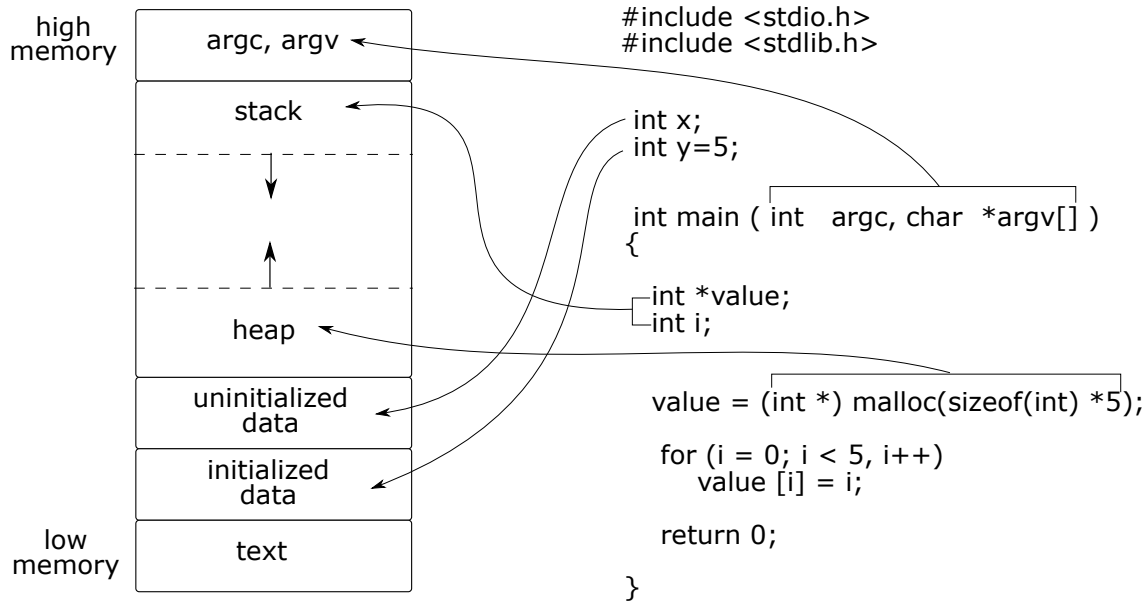 high
memory
argc, argv
stack
heap
uninitialized
data
initialized
data
low
memory
text
#include <stdio.h>
#include <stdlib.h>
int x;
int y=5;
int main ( int   argc, char  *argv[] )
{
int *value;
int i;
value = (int *) malloc(sizeof(int) *5);
for (i = 0; i < 5, i++)
value [i] = i;
return 0;
}